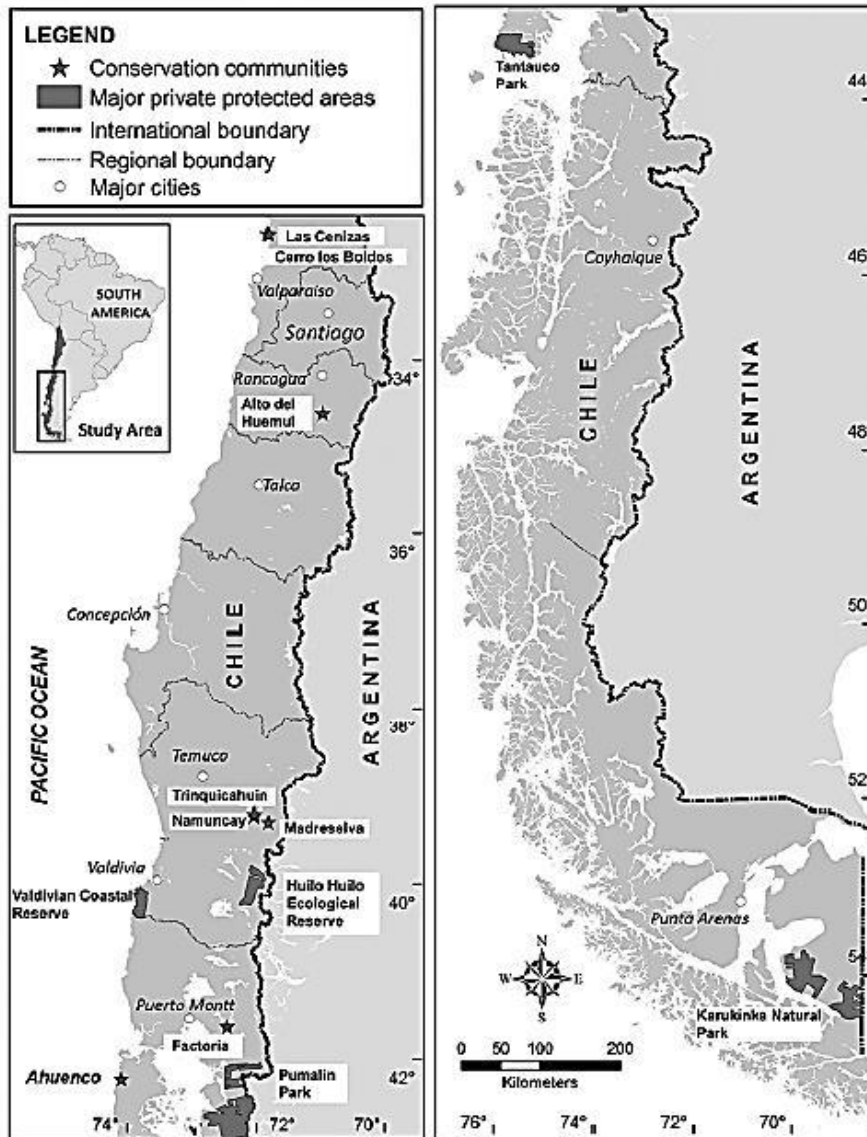 LEGEND
Conservation communities
Major private protected areas
International boundary
Regional boundary
Major cities
SOUTH
AMERICA
Study Area
Las Cenizas
Cerro los Boldos
Valparaíso
Santiago
Rancagua
34°
Alto del
Huemul
Talca
36°
Concepción
CHILE
ARGENTINA
PACIFIC OCEAN
38°
Temuco
Trinquicahuin
Namuncay
Madreselva
Valdivia
Valdivian Coastal
Reserve
Huilo Huilo
Ecological
Reserve
40°
Puerto Montt
Factoria
Ahuenco
Pumalin
Park
42°
74°
72°
70°
Tantauco
Park
44
Coyhaique
46
CHILE
ARGENTINA
48
50
52
Punta Arenas
54
N
W
E
S
Karukinka Natural
Park
0 50 100 200
Kilometers
76°
74°
72°
70°